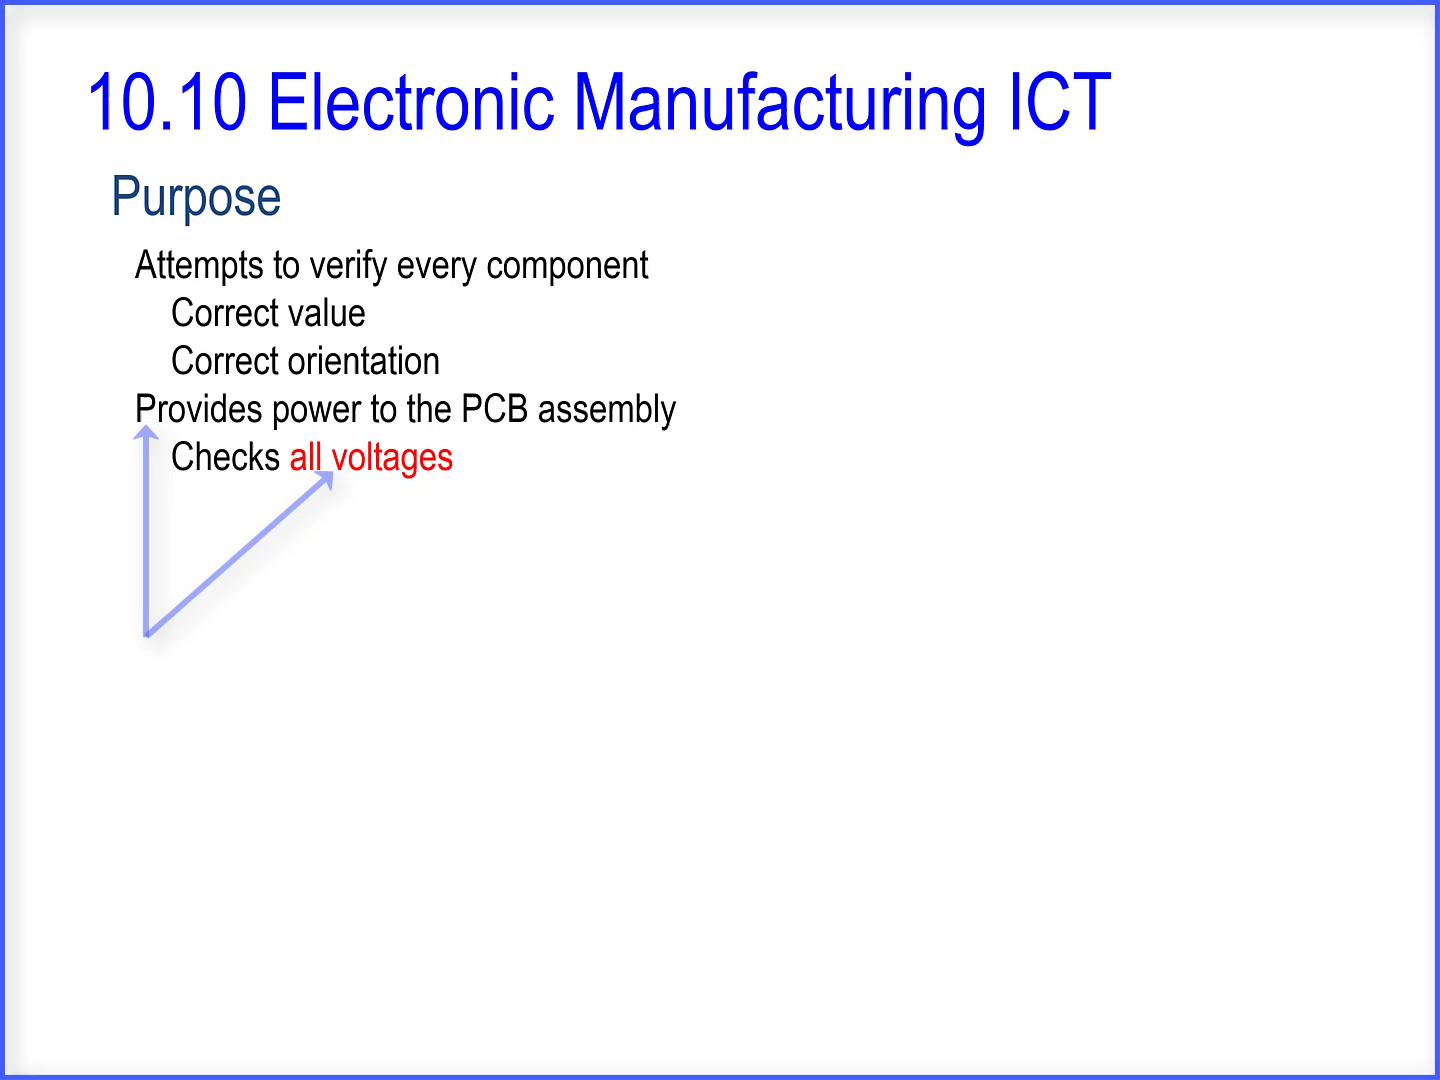 10.10 Electronic Manufacturing ICT
Purpose
Attempts to verify every component
Correct value
Correct orientation
Provides power to the PCB assembly
Checks all voltages